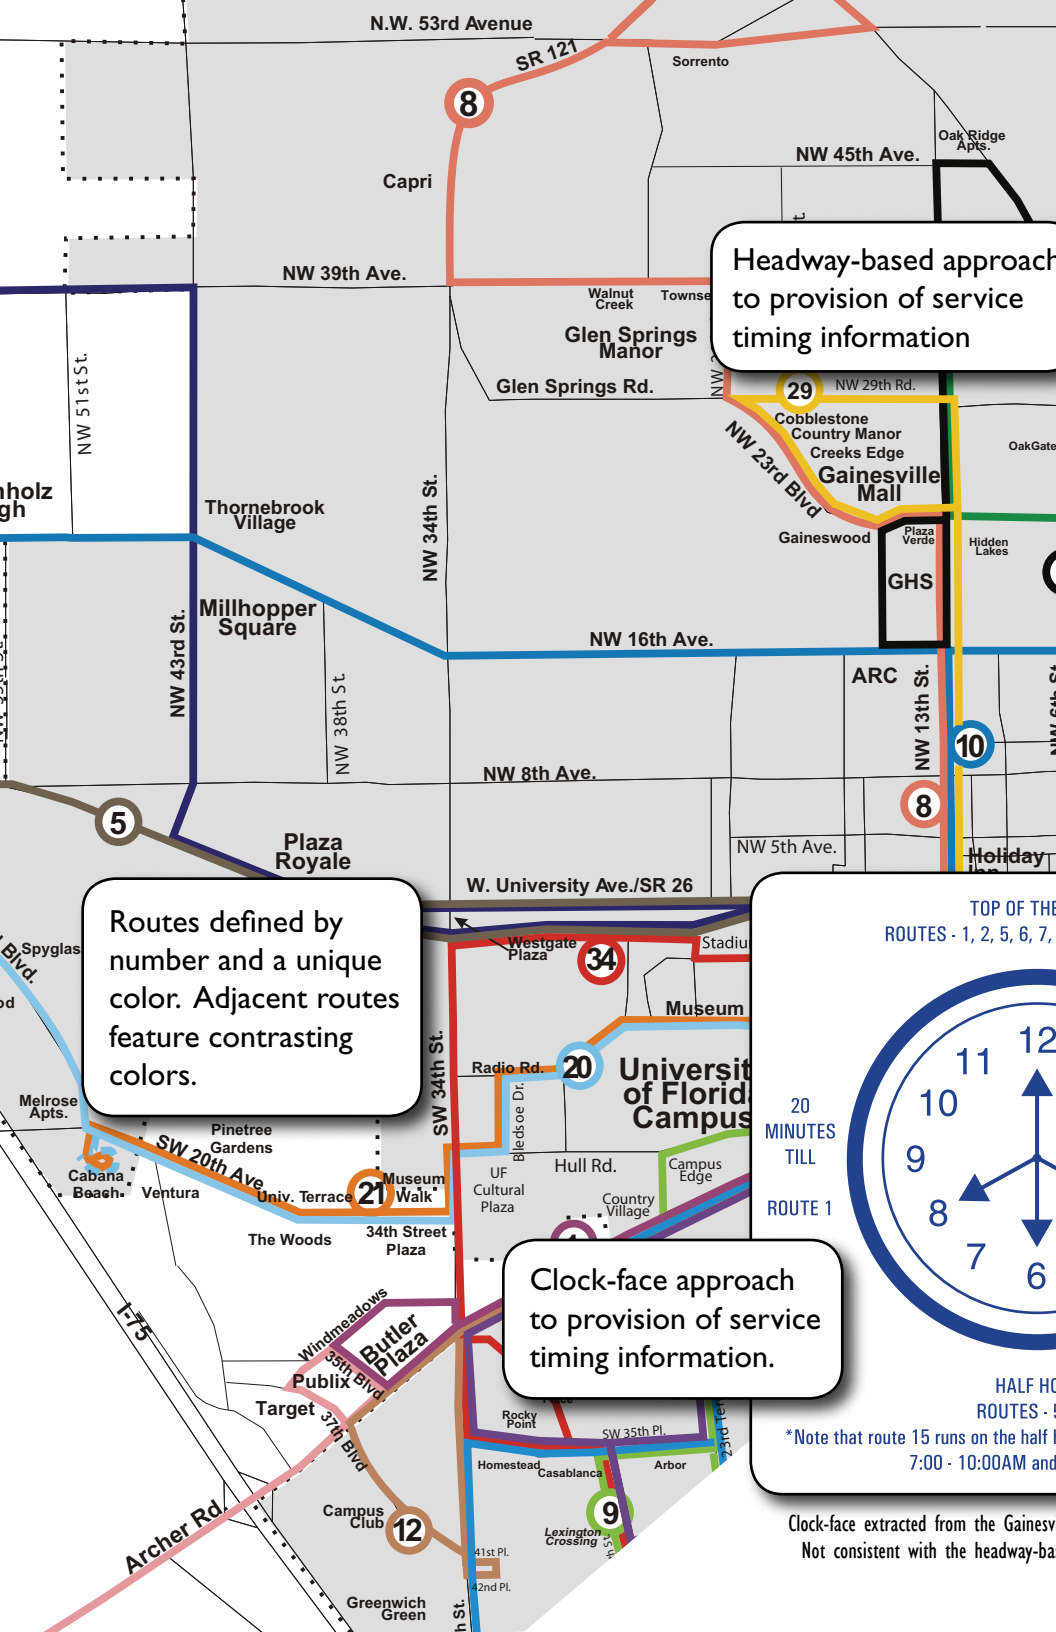 N.W. 53rd Avenue
SR 121
Sorrento
8
Oak Ridge
Apts.
NW 45th Ave.
Capri
Headway-based approach
to provision of service
timing information
NW 39th Ave.
Walnut
Creek
Glen Springs
Manor
NW 51st St.
Glen Springs Rd.
29
NW 29th Rd.
Cobblestone
Country Manor
Creeks Edge
Gainesville
Mall
NW 23rd Blvd
OakGate
Thornebrook
Village
NW 34th St.
Gaineswood
Plaza
Verde
Hidden
Lakes
GHS
Millhopper
Square
NW 43rd St.
NW 38th St.
NW 16th Ave.
ARC
NW 13th St.
10
NW 8th Ave.
8
5
Plaza
Royale
NW 5th Ave.
Holiday
W. University Ave./SR 26
Routes defined by
number and a unique
color. Adjacent routes
feature contrasting
colors.
TOP OF THE
ROUTES - 1, 2, 5, 6, 7,
Blvd.
Westgate
Plaza
34
Museum
SW 34th St.
Radio Rd.
20
University
of Florida
Campus
Bledsoe Dr.
12
11
10
9
8
7
6
20
MINUTES
TILL
ROUTE 1
Melrose
Apts.
Pinetree
Gardens
SW 20th Ave.
Cabana
Beach
Ventura
Univ. Terrace
21
Museum
Walk
Hull Rd.
UF
Cultural
Plaza
Campus
Edge
Country
Village
The Woods
34th Street
Plaza
Clock-face approach
to provision of service
timing information.
I-75
Windmeadows
Butler
Plaza
35th Blvd
Publix
Target
37th Blvd
Rocky
Point
SW 35th Pl.
HALF HO
ROUTES - 5
*Note that route 15 runs on the half h
7:00 - 10:00AM and
Homestead
Casablanca
Arbor
Campus
Club
12
9
Lexington
Crossing
Archer Rd.
41st Pl.
42nd Pl.
Greenwich
Green
Clock-face extracted from the Gainesv
Not consistent with the headway-ba